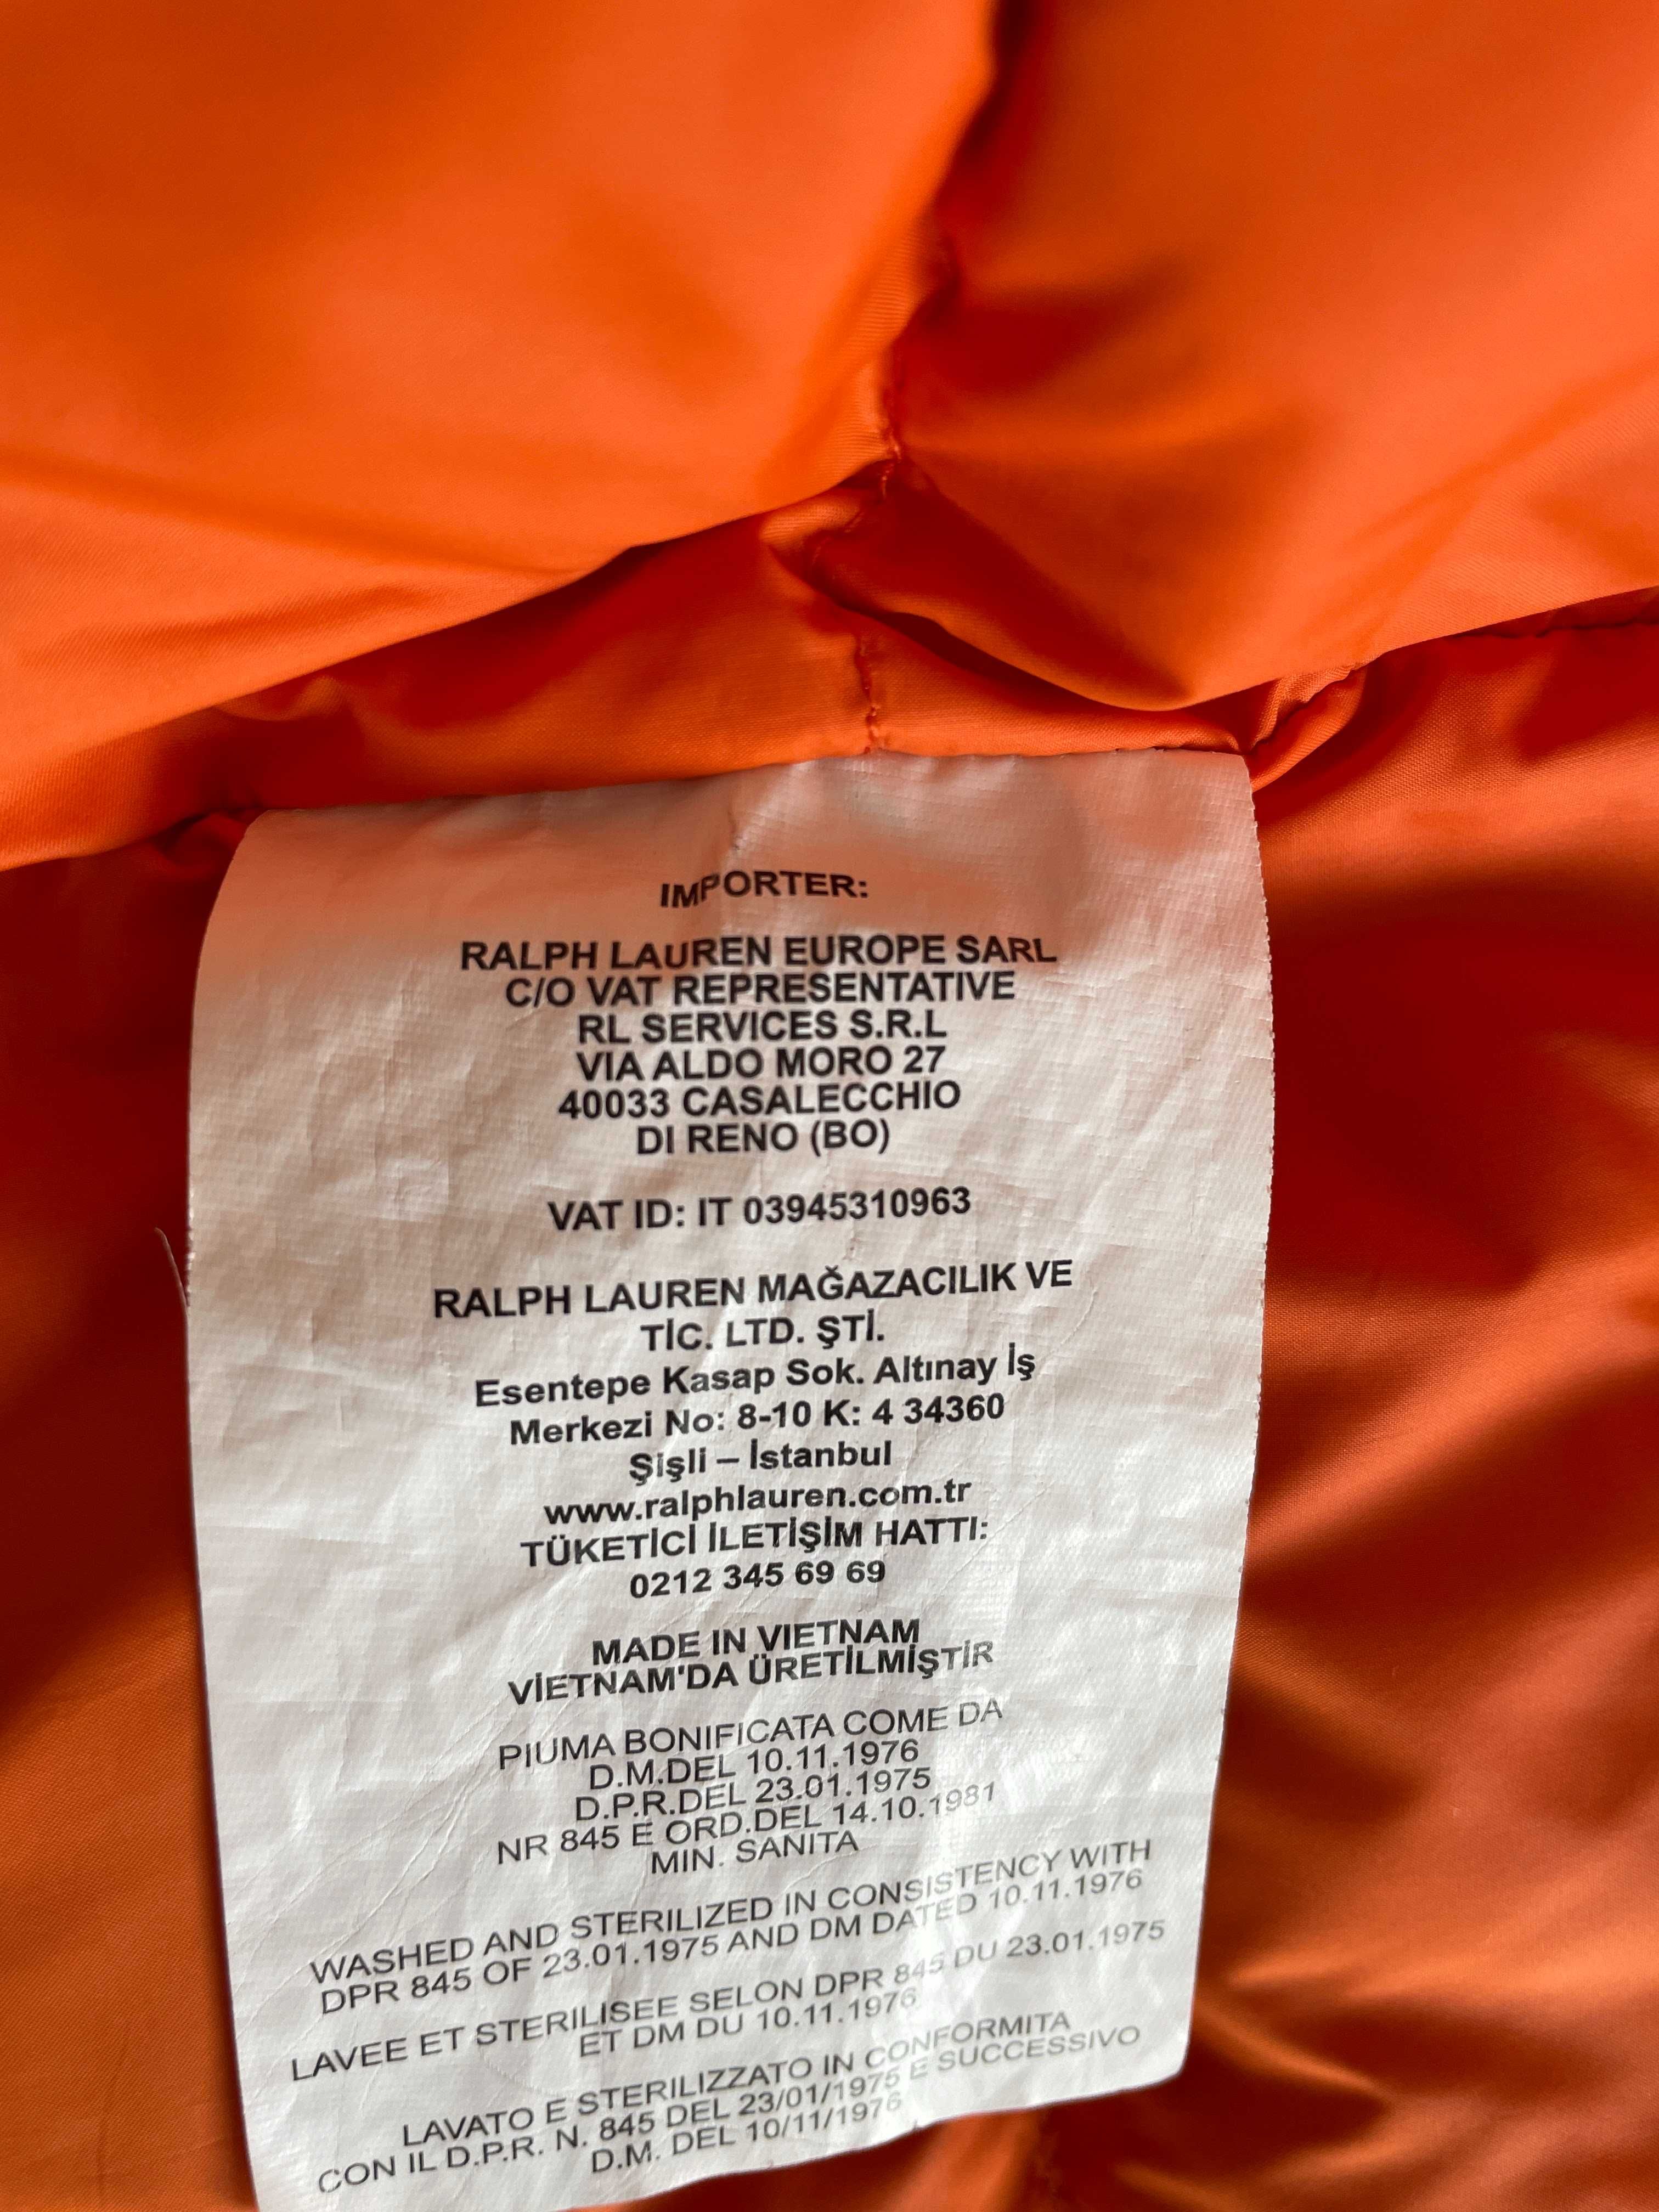 IMPORTER:
RALPH LAUREN EUROPE SARL
C/O VAT REPRESENTATIVE
RL SERVICES S.R.L
VIA ALDO MORO 27
40033 CASALECCHIO
DI RENO (BO)
VAT ID: IT 03945310963
RALPH LAUREN MAĞAZACILIK VE
TİC. LTD. ŞTİ.
Esentepe Kasap Sok. Altınay İş
Merkezi No: 8-10 K: 4 34360
Şişli – İstanbul
www.ralphlauren.com.tr
TÜKETİCİ İLETİŞİM HATTI:
0212 345 69 69
MADE IN VIETNAM
VİETNAM'DA ÜRETİLMİŞTİR
PIUMA BONIFICATA COME DA
D.M.DEL 10.11.1976
D.P.R.DEL 23.01.1975
NR 845 E ORD.DEL 14.10.1981
MIN. SANITA
WASHED AND STERILIZED IN CONSISTENCY WITH
DPR 845 OF 23.01.1975 AND DM DATED 10.11.1976
LAVEE ET STERILISEE SELON DPR 845 DU 23.01.1975
ET DM DU 10.11.1976
LAVATO E STERILIZZATO IN CONFORMITA
CON IL D.P.R. N. 845 DEL 23/01/1975 E SUCCESSIVO
D.M. DEL 10/11/1976